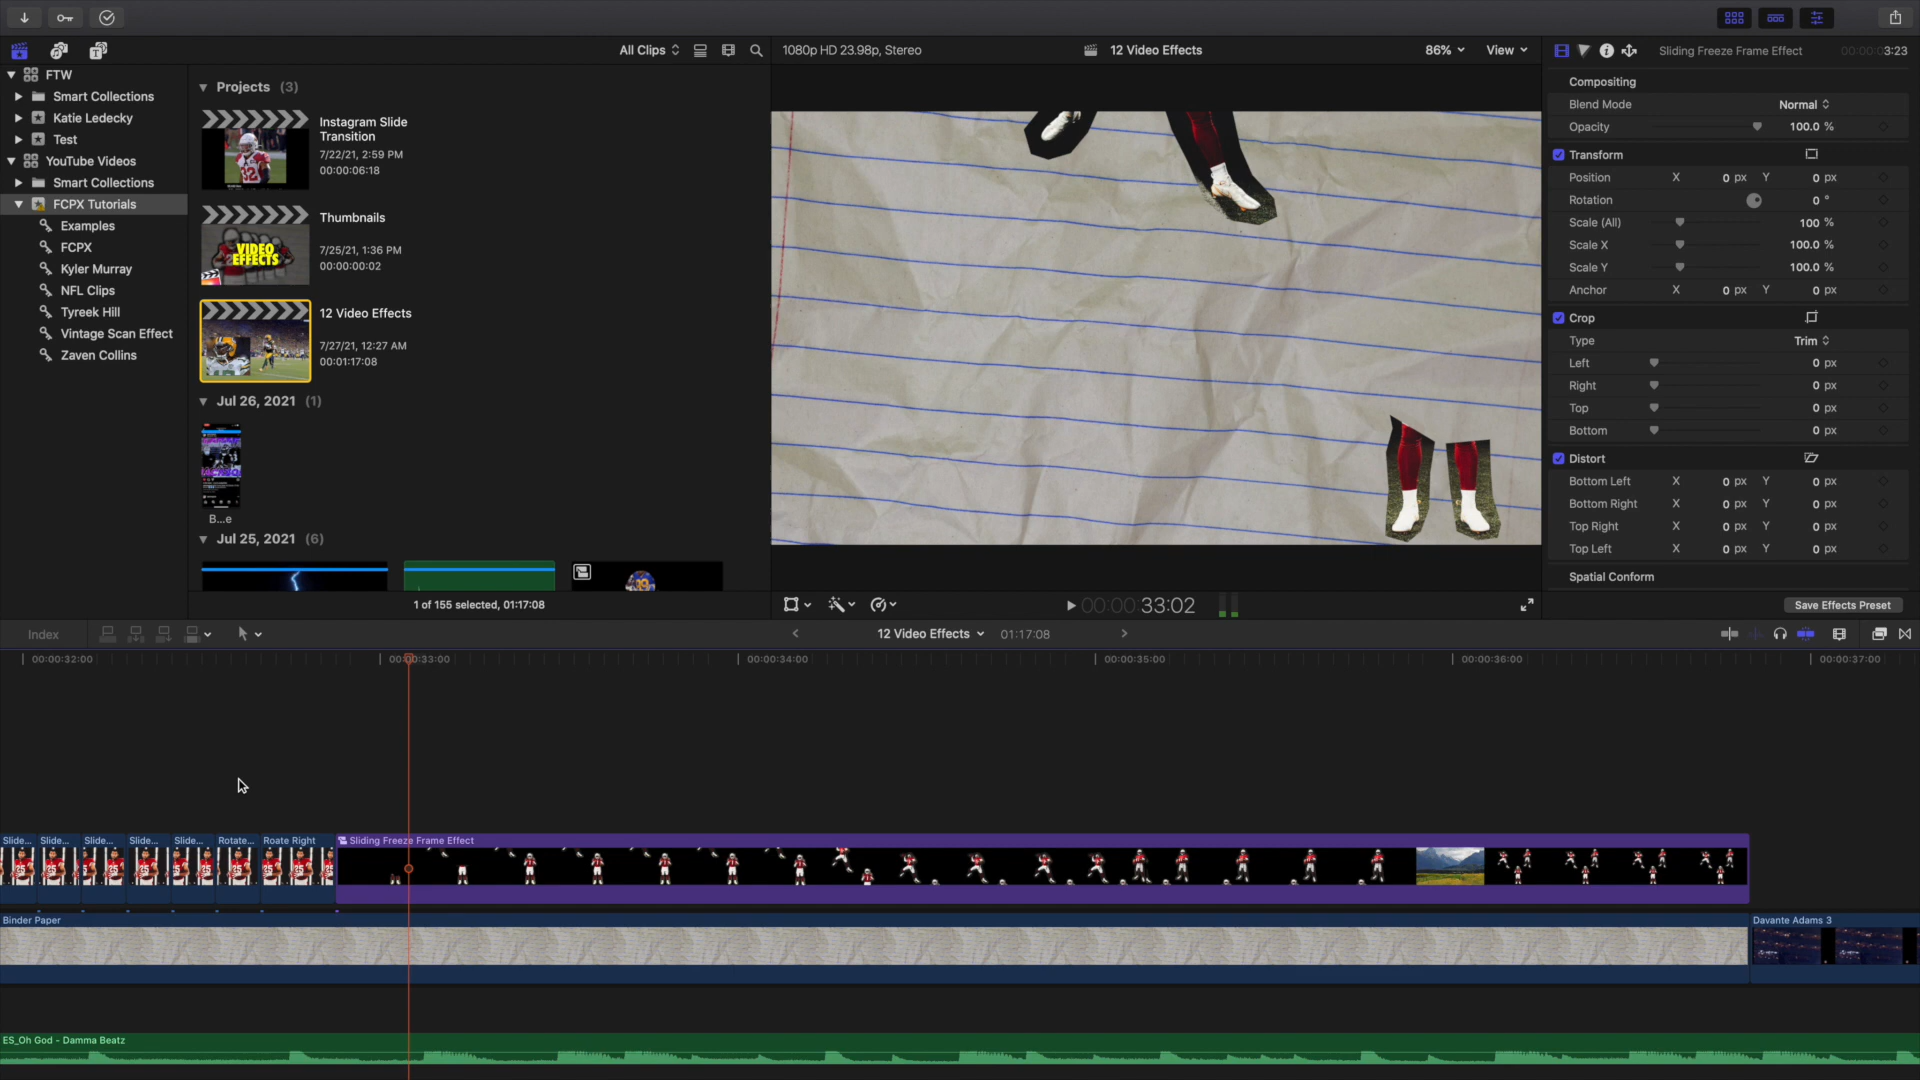 All Clips
1080p HD 23.98p, Stereo
12 Video Effects
86%
View
Sliding Freeze Frame Effect
00:00:03:23
FTW
Smart Collections
Katie Ledecky
Test
YouTube Videos
Smart Collections
FCPX Tutorials
Examples
FCPX
Kyler Murray
NFL Clips
Tyreek Hill
Vintage Scan Effect
Zaven Collins
Projects (3)
Instagram Slide
Transition
7/22/21, 2:59 PM
00:00:06:18
VIDEO
EFFECTS
Thumbnails
7/25/21, 1:36 PM
00:00:00:02
12 Video Effects
7/27/21, 12:27 AM
00:01:17:08
Jul 26, 2021 (1)
B...e
Jul 25, 2021 (6)
1 of 155 selected, 01:17:08
00:00:33:02
Compositing
Blend Mode Normal
Opacity 100.0 %
Transform
Position X 0 px Y 0 px
Rotation 0 °
Scale (All) 100 %
Scale X 100.0 %
Scale Y 100.0 %
Anchor X 0 px Y 0 px
Crop
Type Trim
Left 0 px
Right 0 px
Top 0 px
Bottom 0 px
Distort
Bottom Left X 0 px Y 0 px
Bottom Right X 0 px Y 0 px
Top Right X 0 px Y 0 px
Top Left X 0 px Y 0 px
Spatial Conform
Save Effects Preset
Index
12 Video Effects
01:17:08
00:00:32:00
00:00:33:00
00:00:34:00
00:00:35:00
00:00:36:00
00:00:37:00
Slide...
Slide...
Slide...
Slide...
Slide...
Rotate...
Roate Right
Sliding Freeze Frame Effect
Binder Paper
Davante Adams 3
ES_Oh God - Damma Beatz